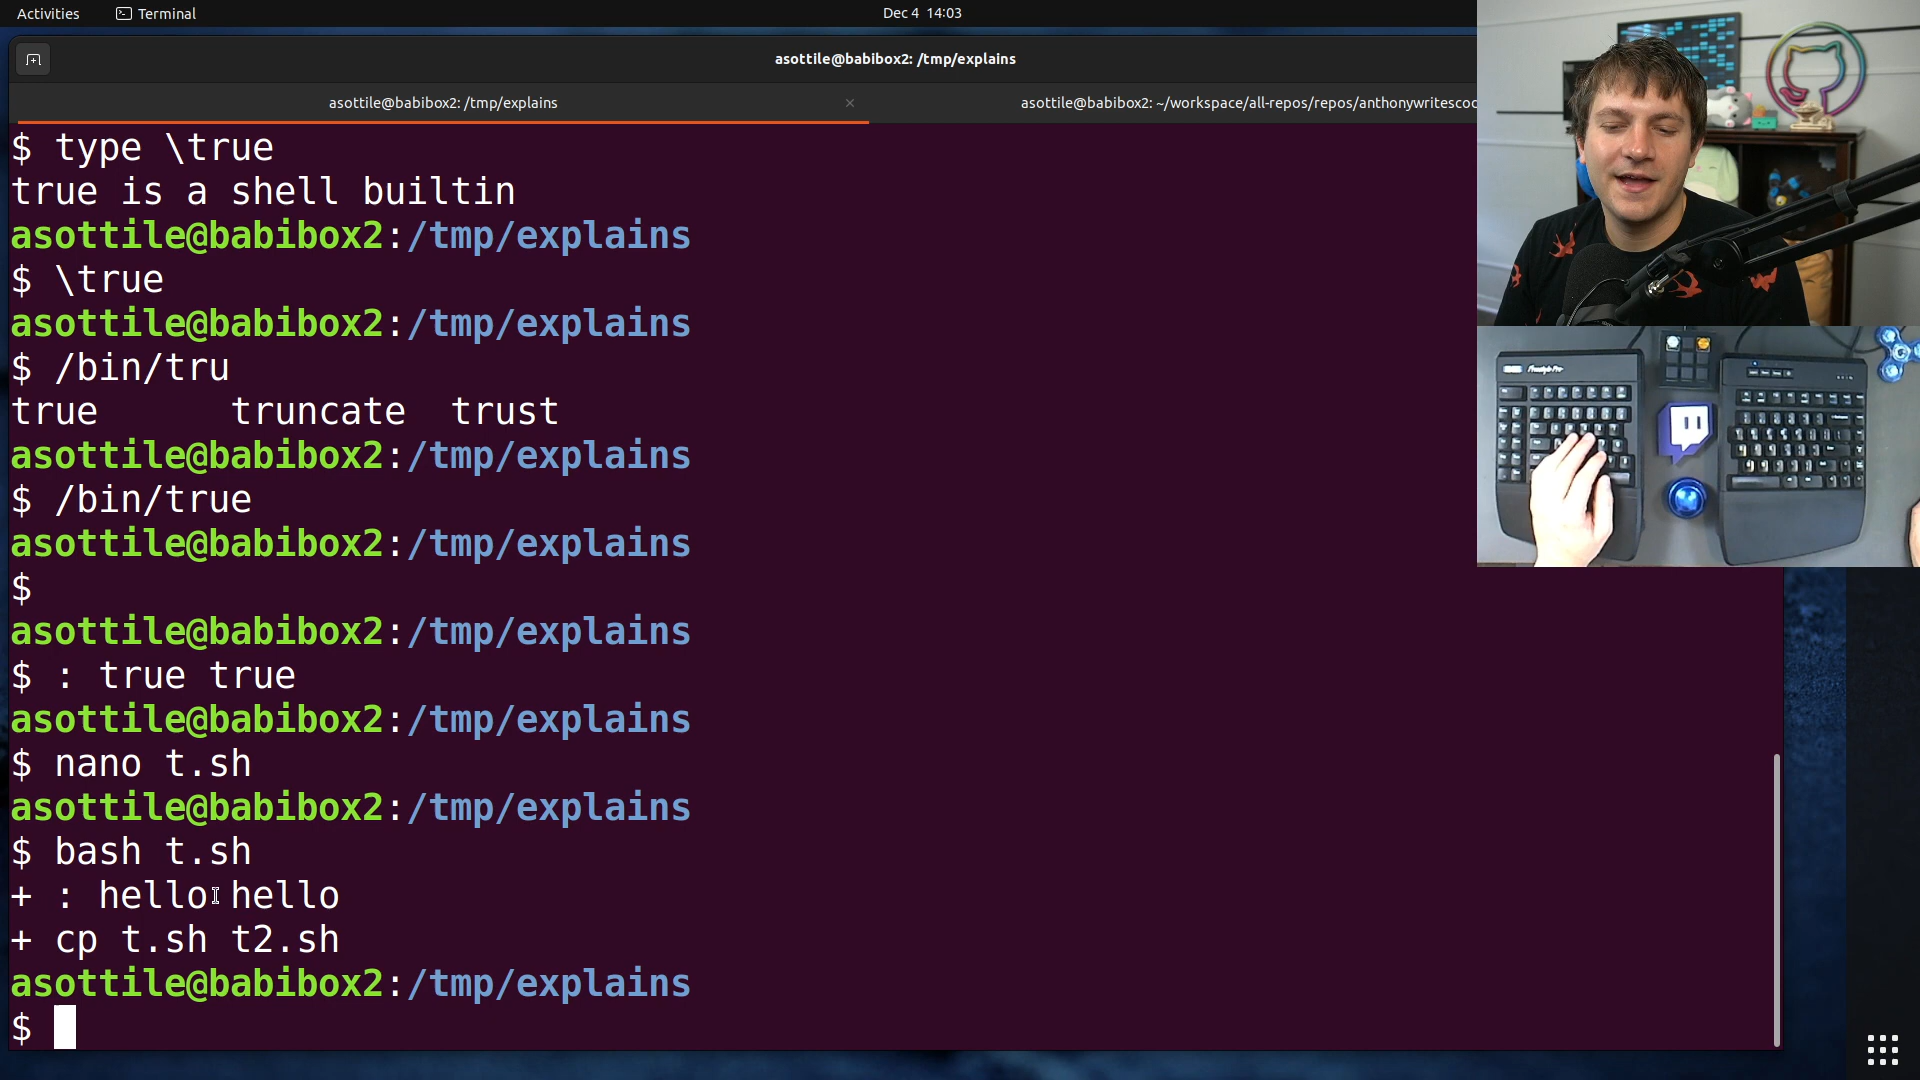 Activities Terminal Dec 4 14:03
asottile@babibox2: /tmp/explains
asottile@babibox2: /tmp/explains × asottile@babibox2: ~/workspace/all-repos/repos/anthonywritescoc
$ type \true
true is a shell builtin
asottile@babibox2:/tmp/explains
$ \true
asottile@babibox2:/tmp/explains
$ /bin/tru
true truncate trust
asottile@babibox2:/tmp/explains
$ /bin/true
asottile@babibox2:/tmp/explains
$
asottile@babibox2:/tmp/explains
$ : true true
asottile@babibox2:/tmp/explains
$ nano t.sh
asottile@babibox2:/tmp/explains
$ bash t.sh
+ : hello hello
+ cp t.sh t2.sh
asottile@babibox2:/tmp/explains
$
Freestyle Pro